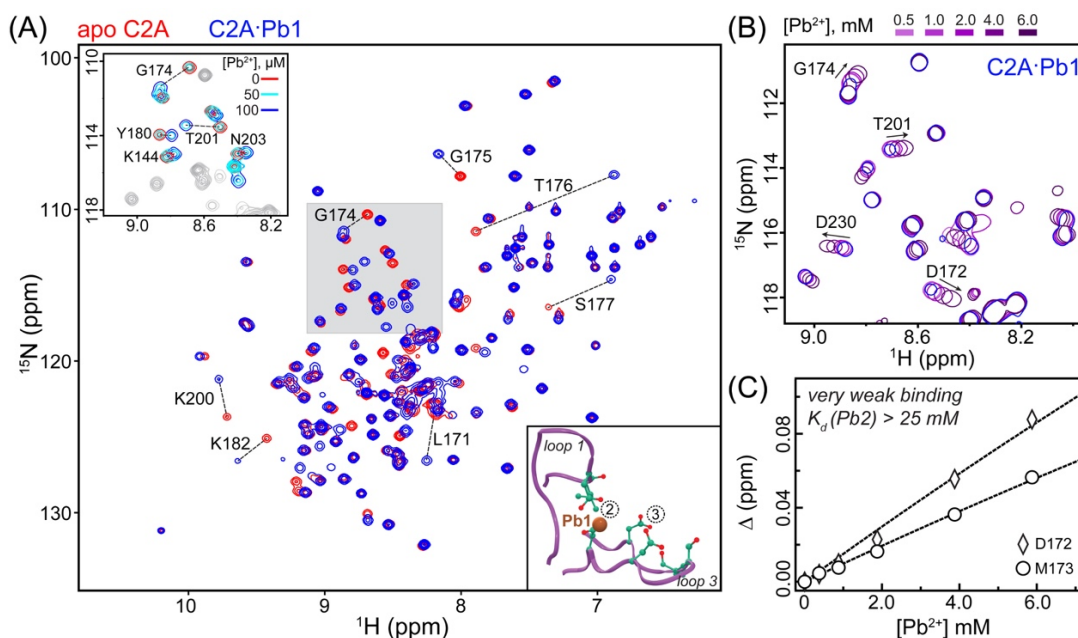 apo C2A C2A·Pb1
(A)
100
110
120
130
15N (ppm)
10 9 8 7
1H (ppm)
G175
T176
G174
S177
K200
K182
L171
110
114
118
9.0 8.6 8.2
G174
[Pb2+], µM
0
50
100
Y180
T201
N203
K144
loop 1
Pb1
2
3
loop 3
[Pb2+], mM 0.5 1.0 2.0 4.0 6.0
(B)
C2A·Pb1
G174
T201
D230
D172
112
114
116
118
15N (ppm)
9.0 8.6 8.2
1H (ppm)
(C)
very weak binding
Kd(Pb2) > 25 mM
0.08
0.04
0.00
Δ (ppm)
D172
M173
0 2.0 4.0 6.0
[Pb2+] mM